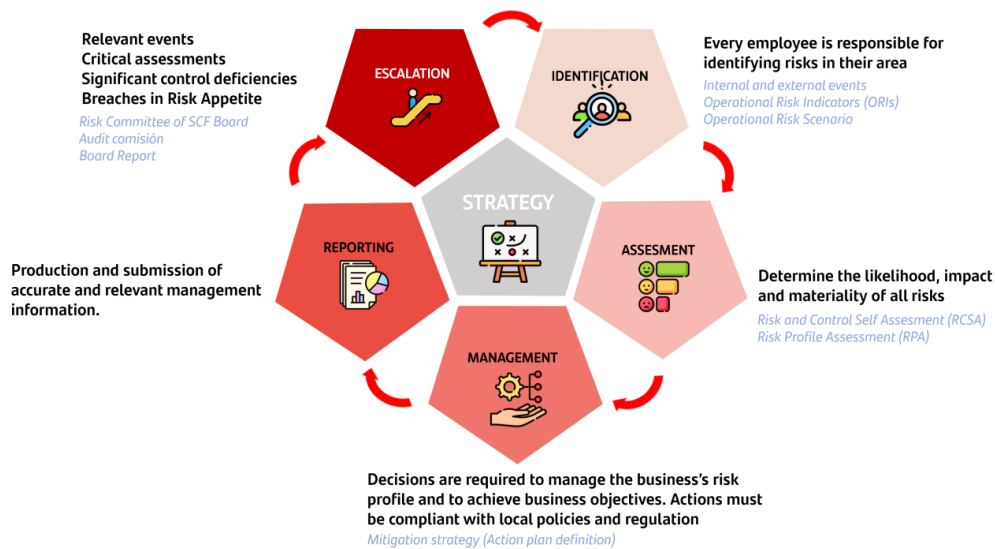 Relevant events
Critical assessments
Significant control deficiencies
Breaches in Risk Appetite
Risk Committee of SCF Board
Audit comisión
Board Report
ESCALATION
IDENTIFICATION
Every employee is responsible for
identifying risks in their area
Internal and external events
Operational Risk Indicators (ORIs)
Operational Risk Scenario
STRATEGY
REPORTING
Production and submission of
accurate and relevant management
information.
ASSESMENT
Determine the likelihood, impact
and materiality of all risks
Risk and Control Self Assesment (RCSA)
Risk Profile Assessment (RPA)
MANAGEMENT
Decisions are required to manage the business's risk
profile and to achieve business objectives. Actions must
be compliant with local policies and regulation
Mitigation strategy (Action plan definition)